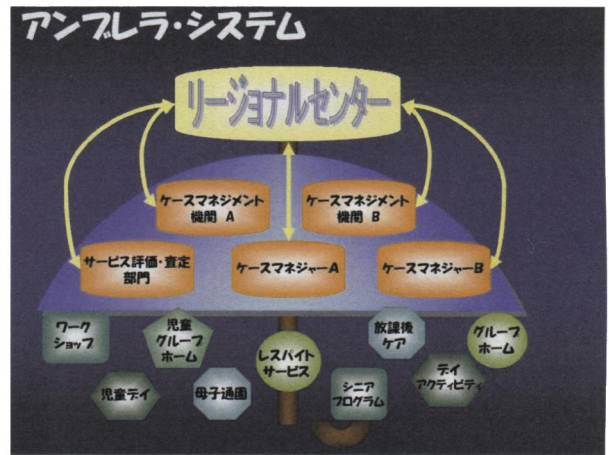 アンブレラ・システム
リージョナルセンター
ケースマネジメント
機関 A
ケースマネジメント
機関 B
サービス評価・査定
部門
ケースマネジャーA
ケースマネジャーB
ワーク
ショップ
児童
グループ
ホーム
レスパイト
サービス
放課後
ケア
グループ
ホーム
児童デイ
母子通園
シニア
プログラム
デイ
アクティビティ